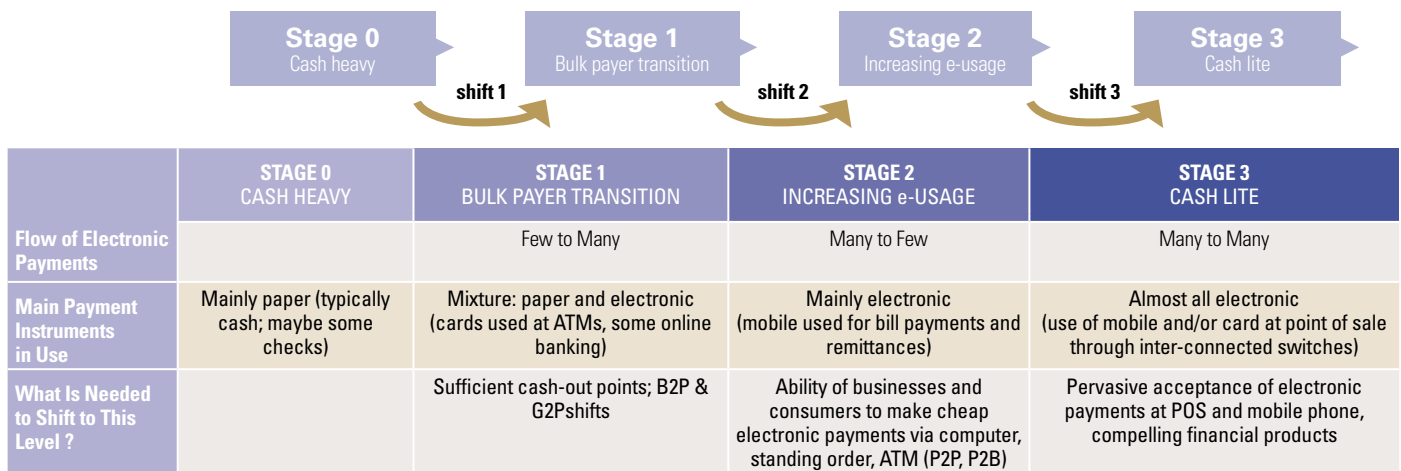 Stage 0
Cash heavy
Stage 1
Bulk payer transition
Stage 2
Increasing e-usage
Stage 3
Cash lite
shift 1
shift 2
shift 3
STAGE 0
CASH HEAVY
STAGE 1
BULK PAYER TRANSITION
STAGE 2
INCREASING e-USAGE
STAGE 3
CASH LITE
Flow of Electronic
Payments
Few to Many
Many to Few
Many to Many
Main Payment
Instruments
in Use
Mainly paper (typically
cash; maybe some
checks)
Mixture: paper and electronic
(cards used at ATMs, some online
banking)
Mainly electronic
(mobile used for bill payments and
remittances)
Almost all electronic
(use of mobile and/or card at point of sale
through inter-connected switches)
What Is Needed
to Shift to This
Level ?
Sufficient cash-out points; B2P &
G2Pshifts
Ability of businesses and
consumers to make cheap
electronic payments via computer,
standing order, ATM (P2P, P2B)
Pervasive acceptance of electronic
payments at POS and mobile phone,
compelling financial products